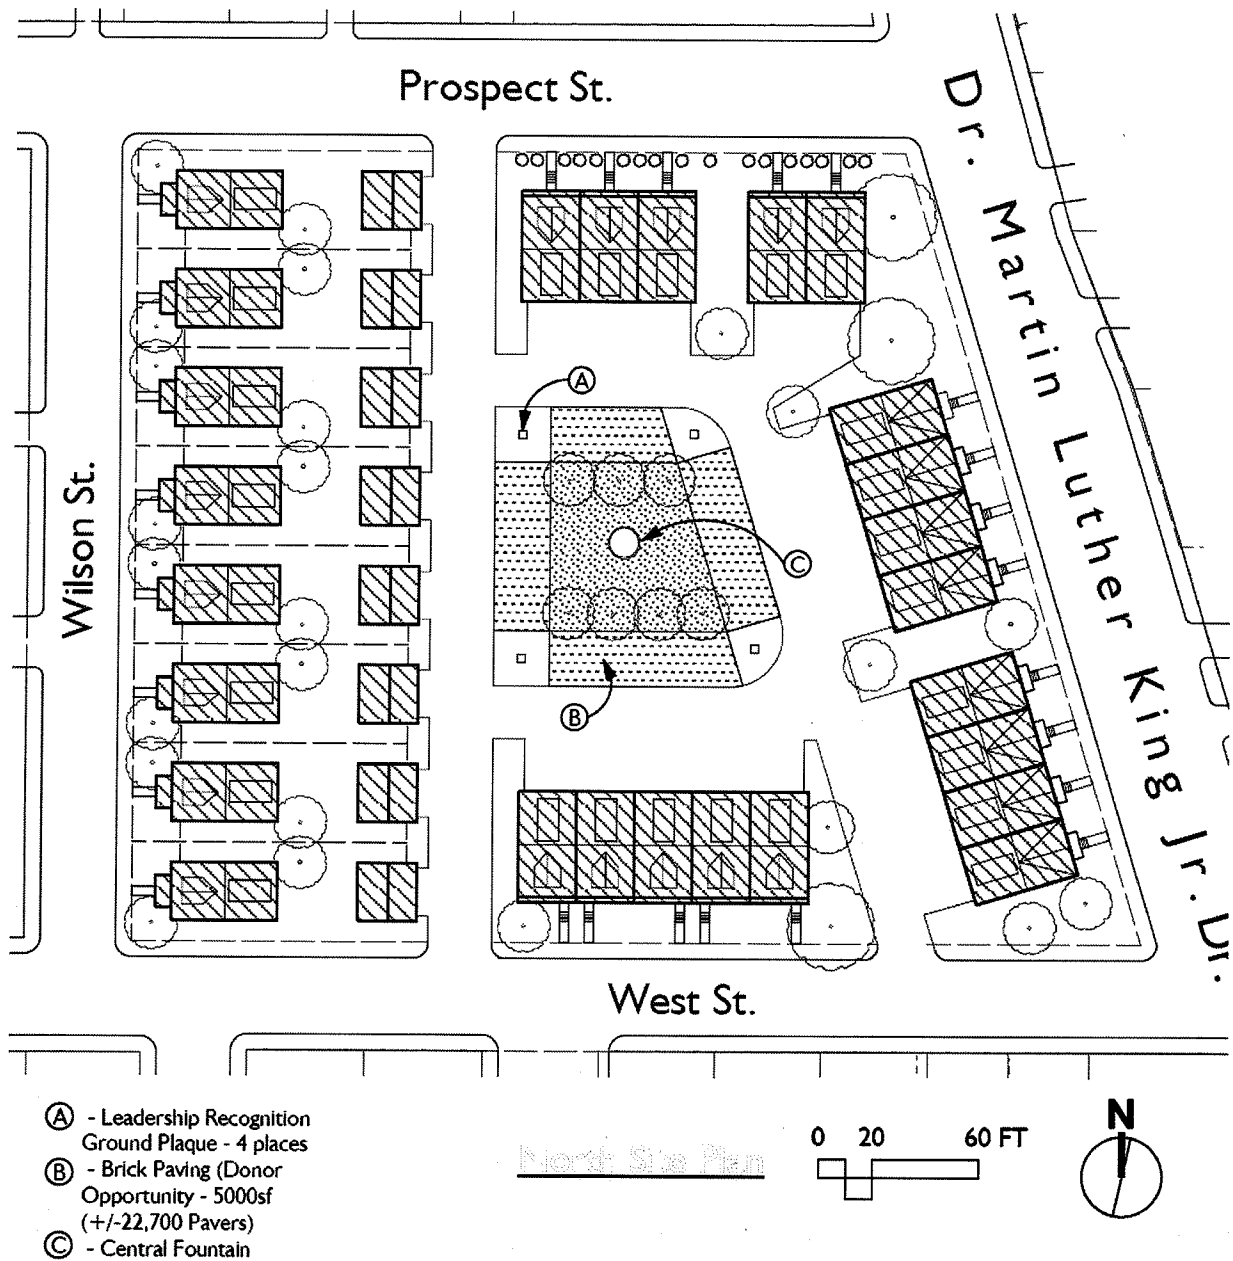 Prospect St.
Dr. Martin Luther King Jr. Dr.
Wilson St.
A
C
B
West St.
A - Leadership Recognition
Ground Plaque - 4 places
B - Brick Paving (Donor
Opportunity - 5000sf
(+/-22,700 Pavers)
C - Central Fountain
North Site Plan
0 20 60 FT
N